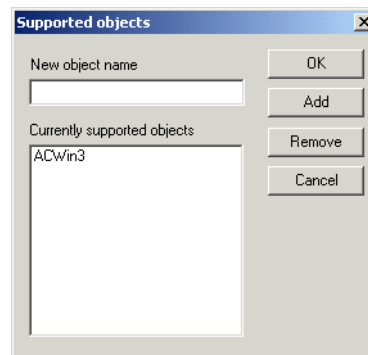 Supported objects
New object name
OK
Add
Currently supported objects
Remove
ACWin3
Cancel